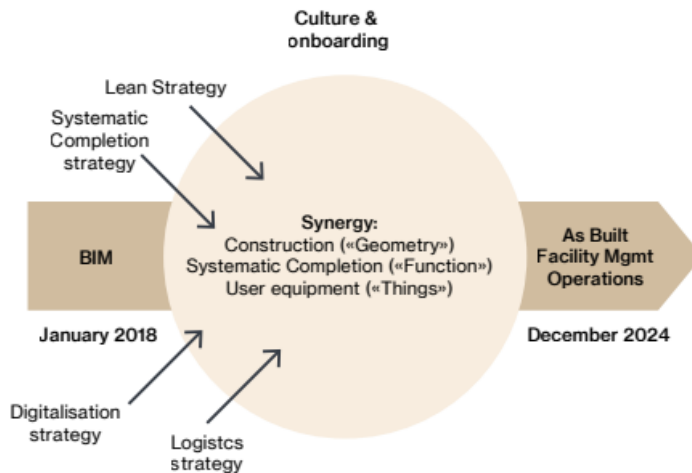 Culture &
onboarding
Lean Strategy
Systematic
Completion
strategy
Synergy:
Construction («Geometry»)
Systematic Completion («Function»)
User equipment («Things»)
BIM
As Built
Facility Mgmt
Operations
January 2018
December 2024
Digitalisation
strategy
Logistcs
strategy